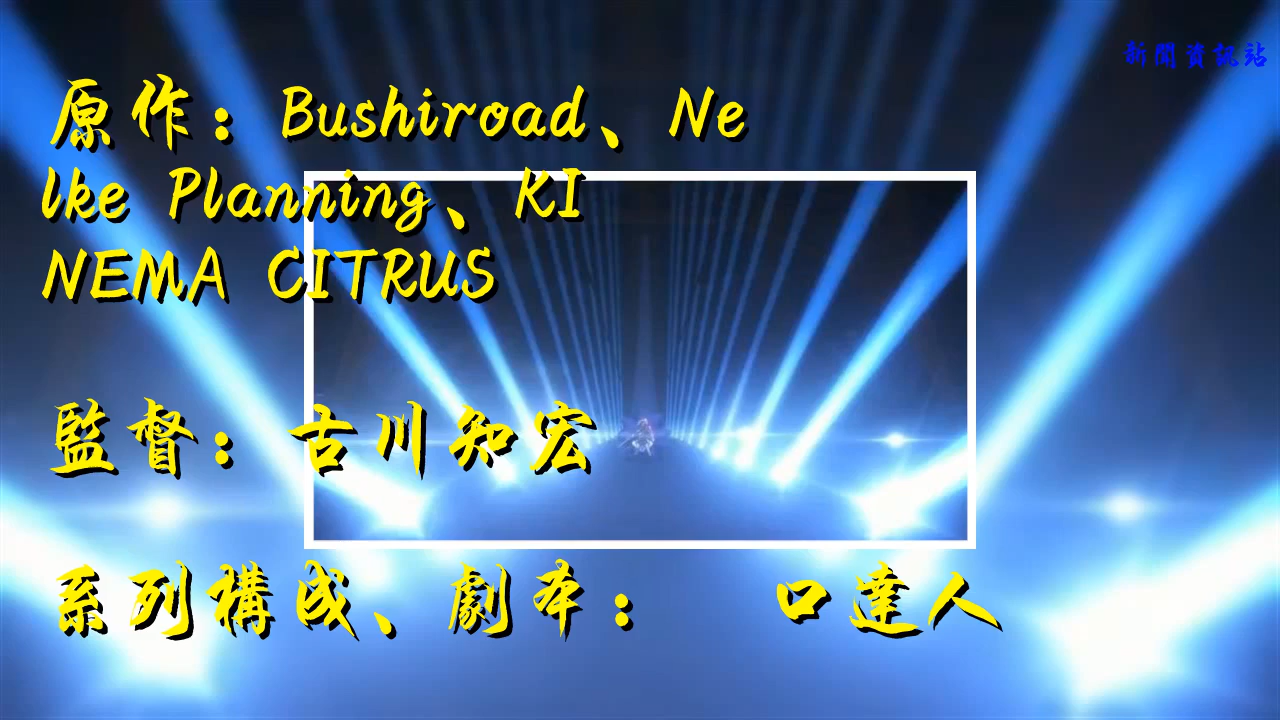 新聞資訊站
原作：Bushiroad、Ne
lke Planning、KI
NEMA CITRUS
監督：古川知宏
系列構成、劇本：　口達人